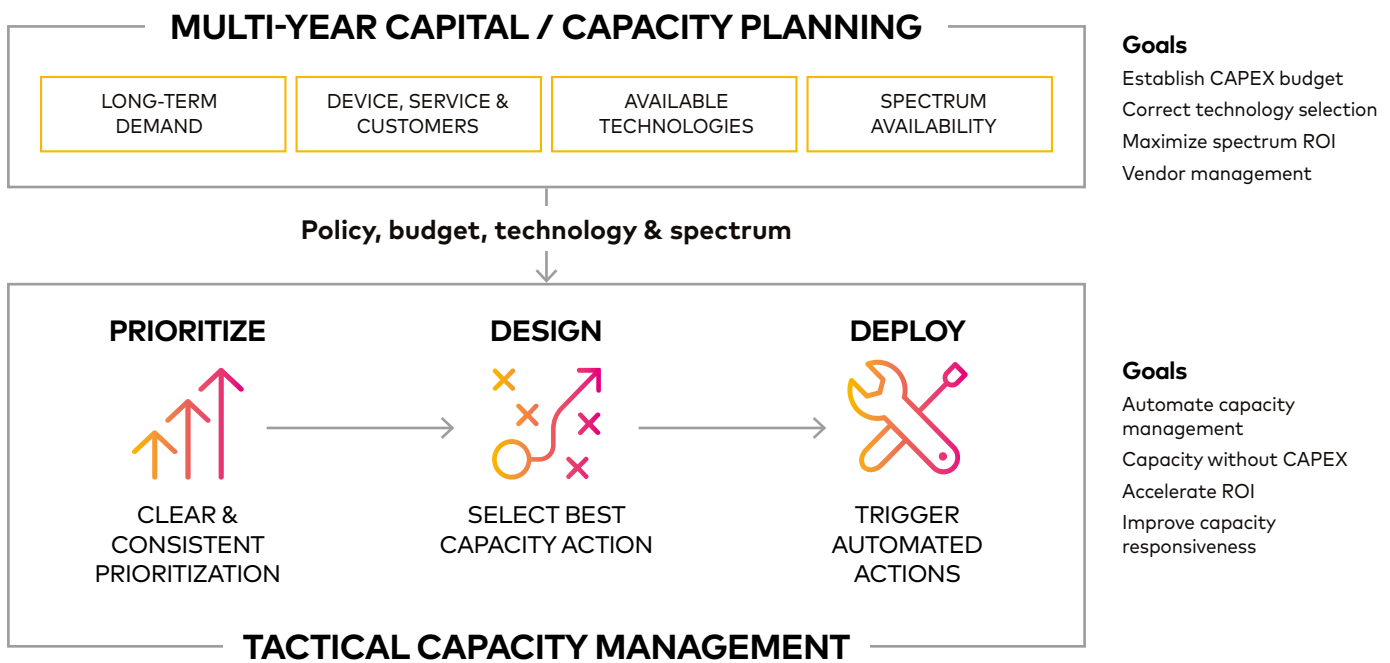 MULTI-YEAR CAPITAL / CAPACITY PLANNING
LONG-TERM
DEMAND
DEVICE, SERVICE &
CUSTOMERS
AVAILABLE
TECHNOLOGIES
SPECTRUM
AVAILABILITY
Goals
Establish CAPEX budget
Correct technology selection
Maximize spectrum ROI
Vendor management
Policy, budget, technology & spectrum
PRIORITIZE
CLEAR &
CONSISTENT
PRIORITIZATION
DESIGN
SELECT BEST
CAPACITY ACTION
DEPLOY
TRIGGER
AUTOMATED
ACTIONS
Goals
Automate capacity
management
Capacity without CAPEX
Accelerate ROI
Improve capacity
responsiveness
TACTICAL CAPACITY MANAGEMENT